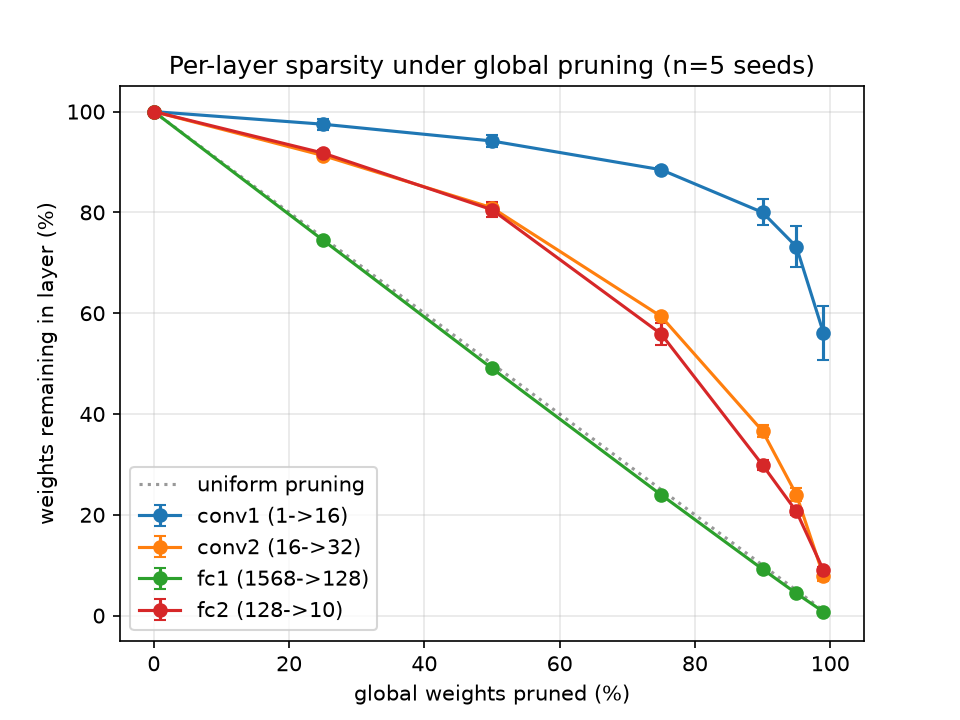 Per-layer sparsity under global pruning (n=5 seeds)
weights remaining in layer (%)
100
80
60
40
20
0
uniform pruning
conv1 (1->16)
conv2 (16->32)
fc1 (1568->128)
fc2 (128->10)
0 20 40 60 80 100
global weights pruned (%)